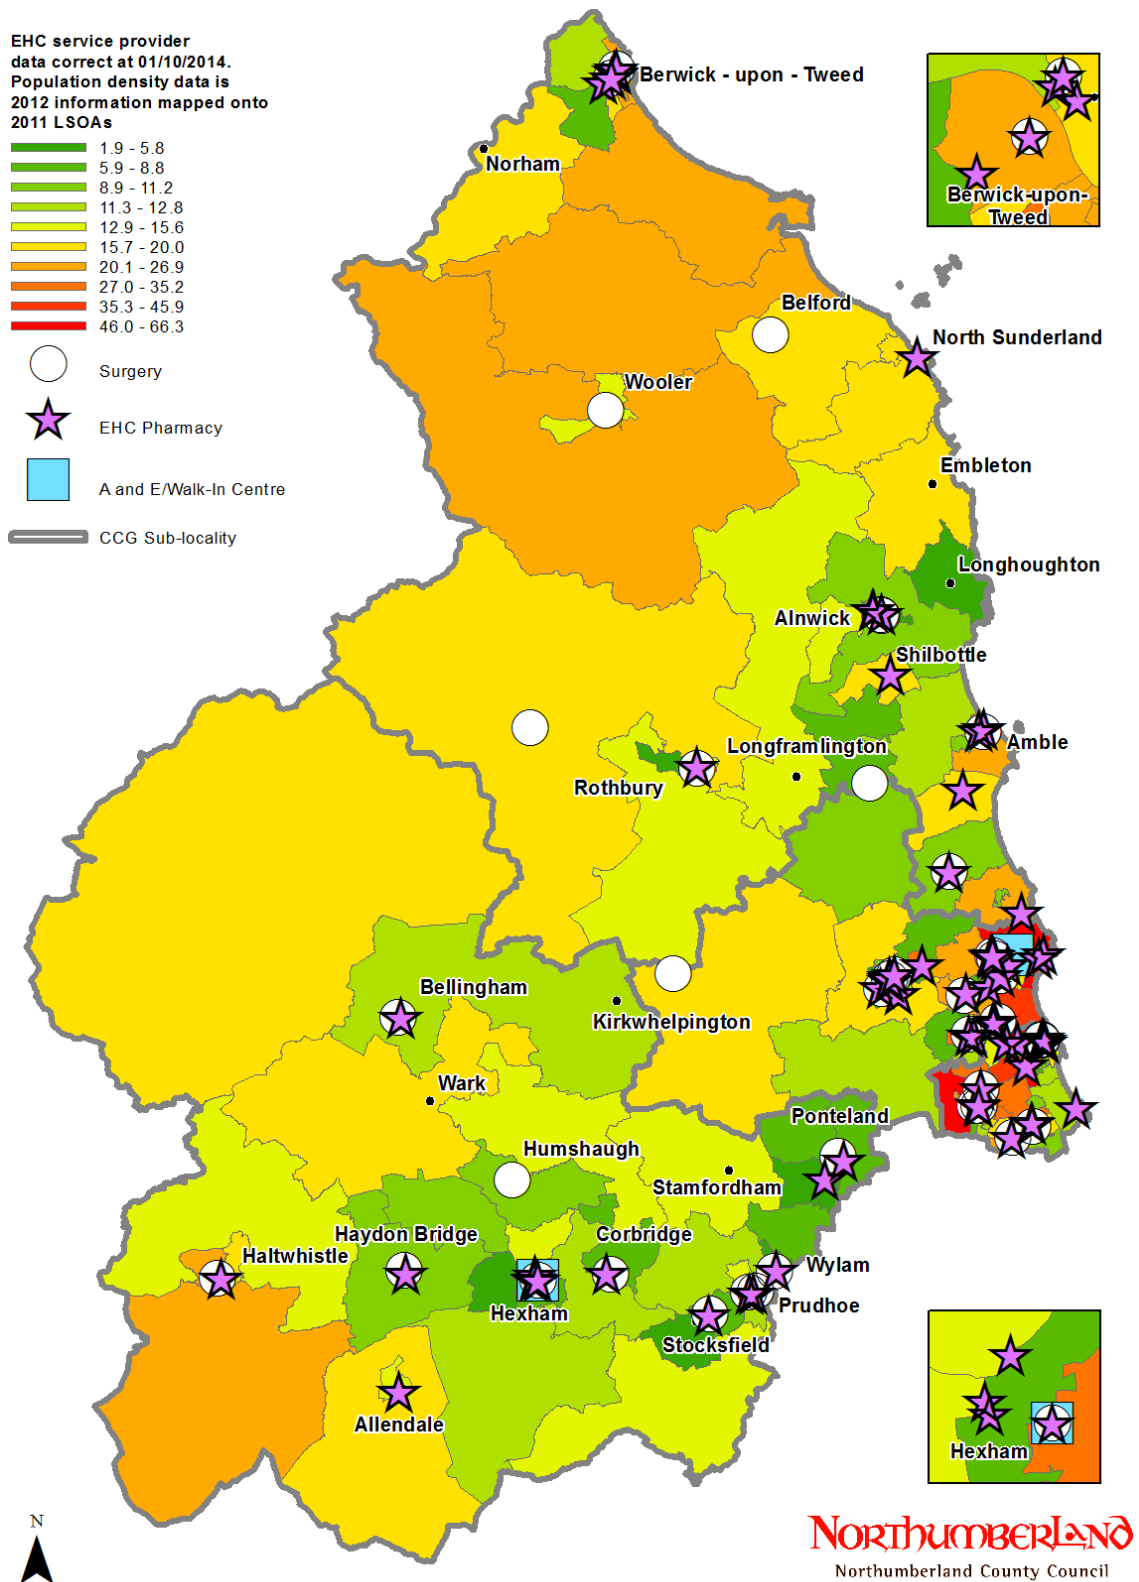 EHC service provider
data correct at 01/10/2014.
Population density data is
2012 information mapped onto
2011 LSOAs
1.9 - 5.8
5.9 - 8.8
8.9 - 11.2
11.3 - 12.8
12.9 - 15.6
15.7 - 20.0
20.1 - 26.9
27.0 - 35.2
35.3 - 45.9
46.0 - 66.3
Surgery
EHC Pharmacy
A and E/Walk-In Centre
CCG Sub-locality
Berwick - upon - Tweed
Norham
Berwick-upon-
Tweed
Belford
North Sunderland
Wooler
Embleton
Longhoughton
Alnwick
Shilbottle
Longframlington
Amble
Rothbury
Bellingham
Kirkwhelpington
Wark
Ponteland
Humshaugh
Stamfordham
Haydon Bridge
Corbridge
Haltwhistle
Wylam
Hexham
Prudhoe
Stocksfield
Allendale
Hexham
N
NORTHUMBERLAND
Northumberland County Council